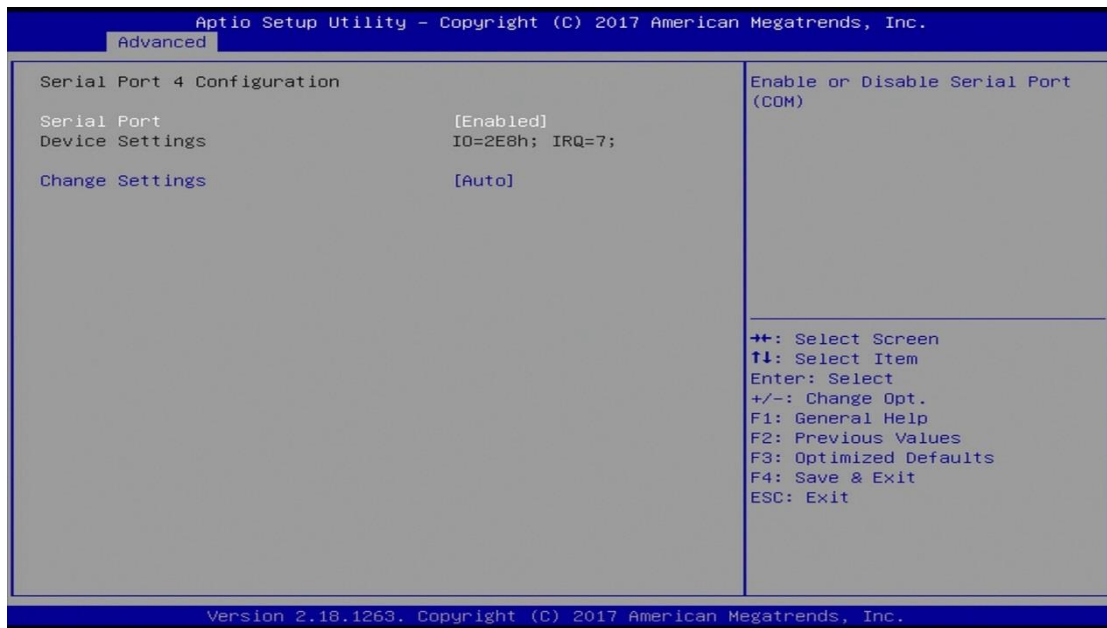 Aptio Setup Utility – Copyright (C) 2017 American Megatrends, Inc.
Advanced
Serial Port 4 Configuration
Serial Port [Enabled]
Device Settings IO=2E8h; IRQ=7;
Change Settings [Auto]
Enable or Disable Serial Port
(COM)
→←: Select Screen
↑↓: Select Item
Enter: Select
+/-: Change Opt.
F1: General Help
F2: Previous Values
F3: Optimized Defaults
F4: Save & Exit
ESC: Exit
Version 2.18.1263. Copyright (C) 2017 American Megatrends, Inc.